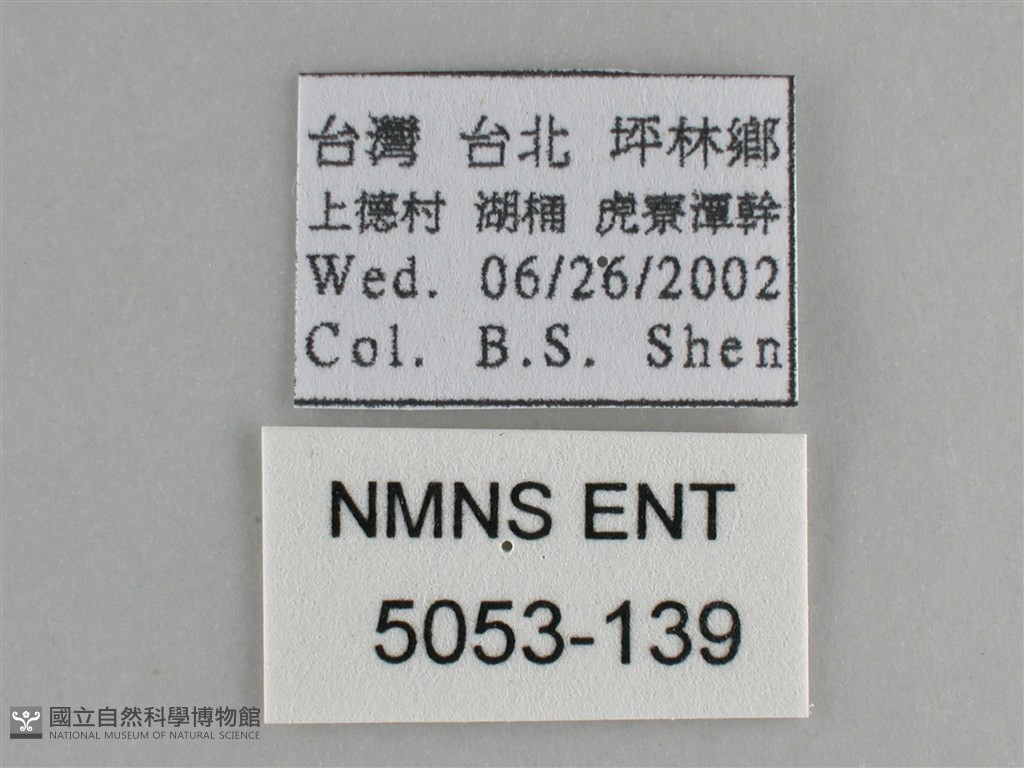 台灣 台北 坪林鄉
上德村 湖桶 虎寮潭幹
Wed. 06/26/2002
Col. B.S. Shen
NMNS ENT
5053-139
國立自然科學博物館
NATIONAL MUSEUM OF NATURAL SCIENCE